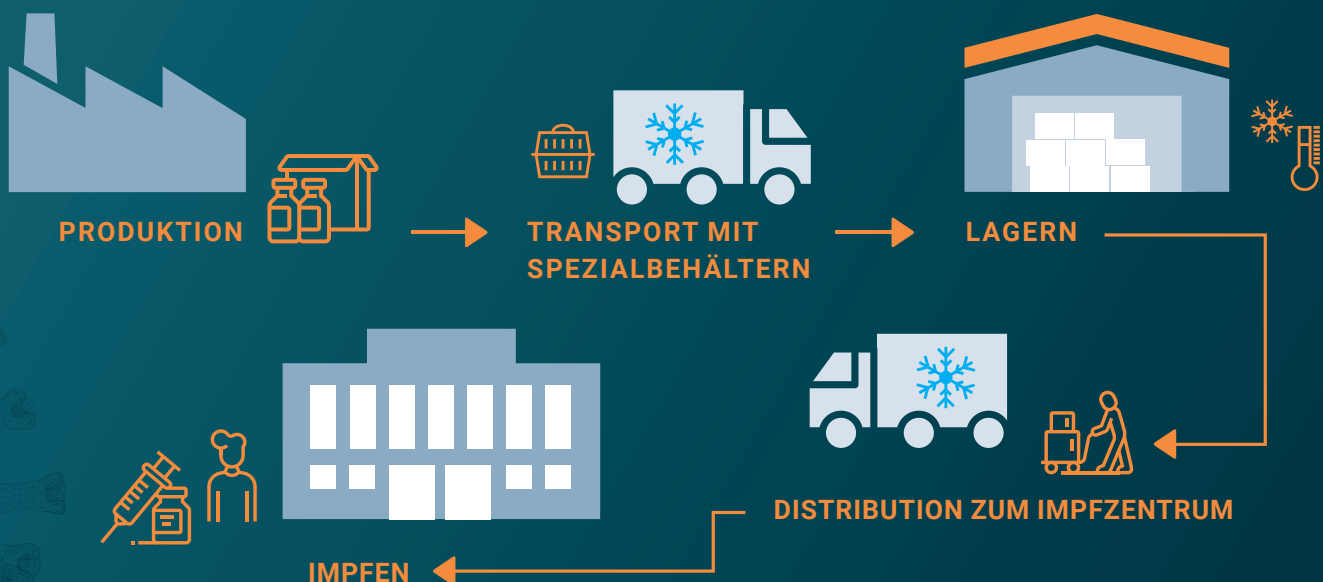 PRODUKTION
TRANSPORT MIT
SPEZIALBEHÄLTERN
LAGERN
DISTRIBUTION ZUM IMPFZENTRUM
IMPFEN